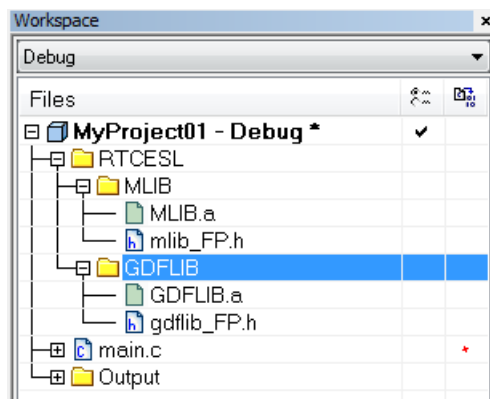 Workspace
Debug
Files
MyProject01 - Debug *
RTCESL
MLIB
MLIB.a
mlib_FP.h
GDFLIB
GDFLIB.a
gdflib_FP.h
main.c
Output